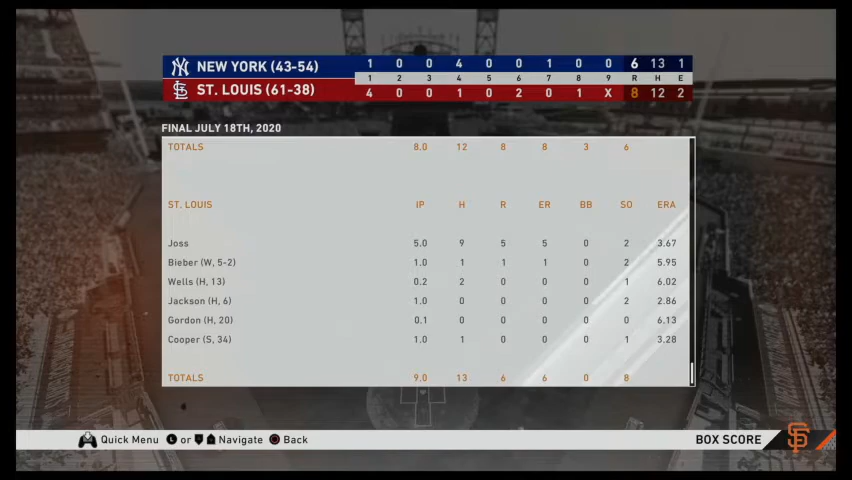 NEW YORK (43-54) 1 0 0 4 0 0 1 0 0 6 13 1
1 2 3 4 5 6 7 8 9 R H E
ST. LOUIS (61-38) 4 0 0 1 0 2 0 1 X 8 12 2
FINAL JULY 18TH, 2020
TOTALS 8.0 12 8 8 3 6
ST. LOUIS IP H R ER BB SO ERA
Joss 5.0 9 5 5 0 2 3.67
Bieber (W, 5-2) 1.0 1 1 1 0 2 5.95
Wells (H, 13) 0.2 2 0 0 0 1 6.02
Jackson (H, 6) 1.0 0 0 0 0 2 2.86
Gordon (H, 20) 0.1 0 0 0 0 0 6.13
Cooper (S, 34) 1.0 1 0 0 0 1 3.28
TOTALS 9.0 13 6 6 0 8
Quick Menu L or Navigate Back BOX SCORE SF